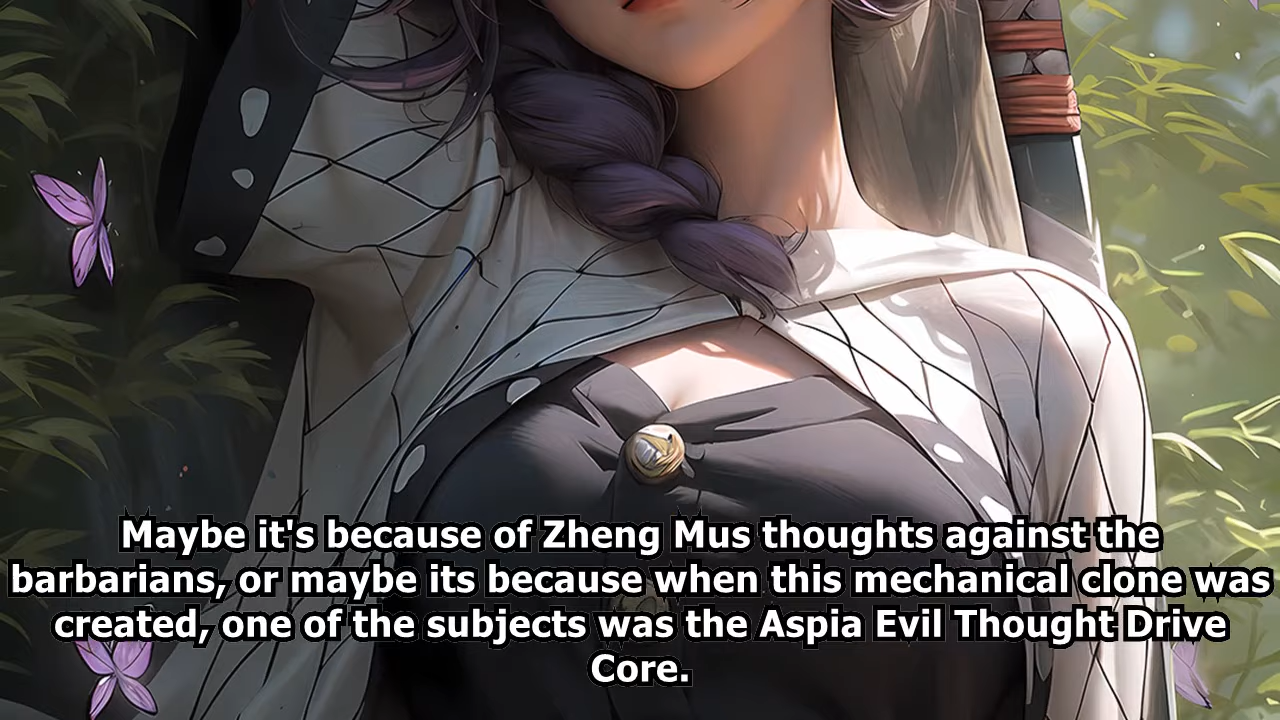 Maybe it's because of Zheng Mus thoughts against the
barbarians, or maybe its because when this mechanical clone was
created, one of the subjects was the Aspia Evil Thought Drive
Core.